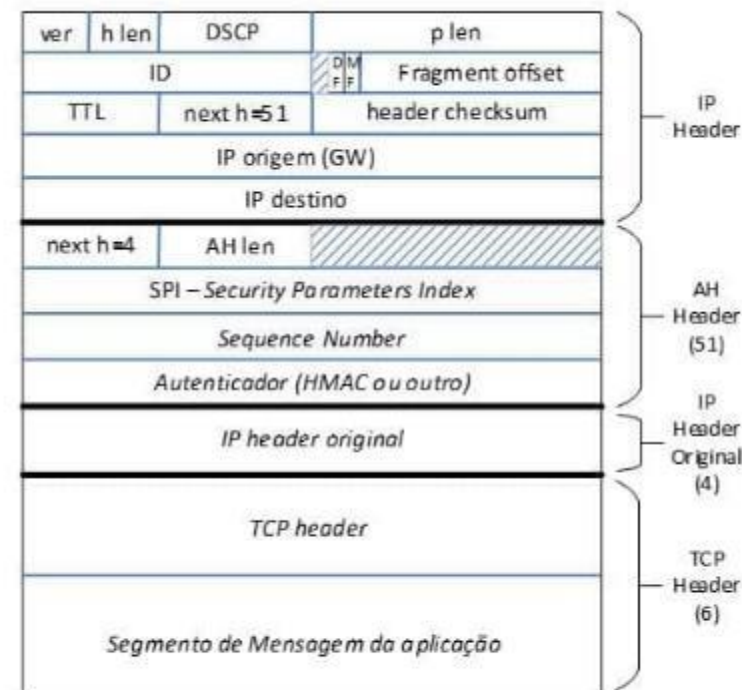 ver h len DSCP p len
ID DF MF Fragment offset
TTL next h=51 header checksum
IP origem (GW)
IP destino
IP
Header
next h=4 AH len
SPI – Security Parameters Index
Sequence Number
Autenticador (HMAC ou outro)
AH
Header
(51)
IP header original
IP
Header
Original
(4)
TCP header
Segmento de Mensagem da aplicação
TCP
Header
(6)